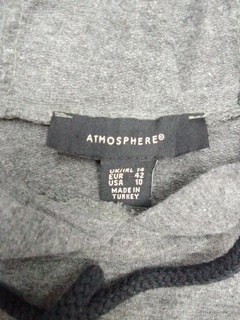 ATMOSPHERE®
UK/IRL 14
EUR 42
USA 10
MADE IN
TURKEY